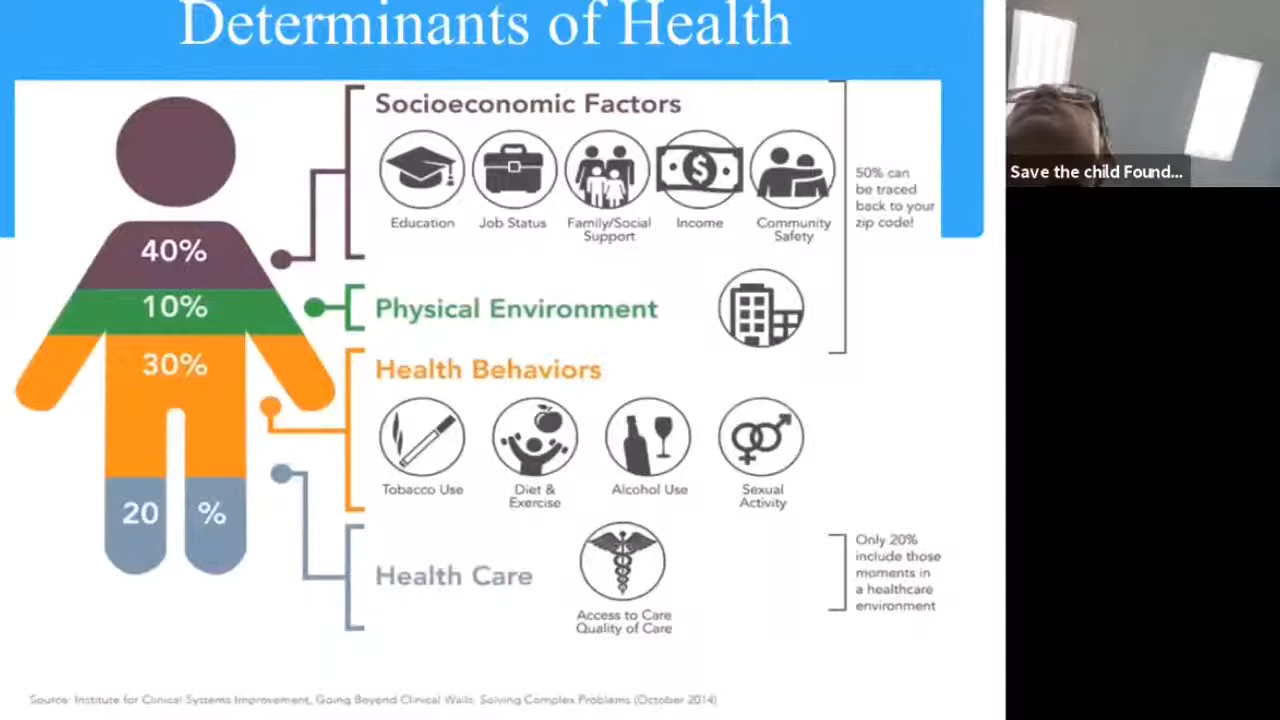 Determinants of Health
Socioeconomic Factors
Education
Job Status
Family/Social
Support
Income
Community
Safety
50% can
be traced
back to your
zip code!
40%
10%
Physical Environment
30%
Health Behaviors
Tobacco Use
Diet &
Exercise
Alcohol Use
Sexual
Activity
20 %
Health Care
Access to Care
Quality of Care
Only 20%
include those
moments in
a healthcare
environment
Source: Institute for Clinical Systems Improvement, Going Beyond Clinical Walls: Solving Complex Problems (October 2014)
Save the child Found...